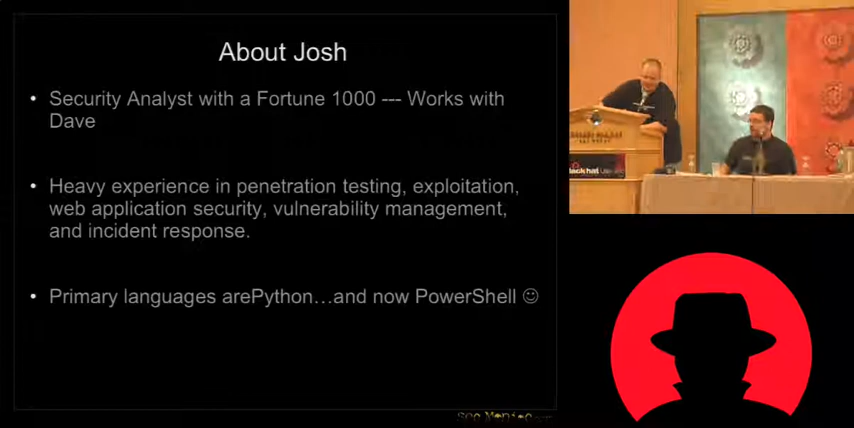 About Josh
• Security Analyst with a Fortune 1000 --- Works with
Dave
• Heavy experience in penetration testing, exploitation,
web application security, vulnerability management,
and incident response.
• Primary languages arePython…and now PowerShell ☺